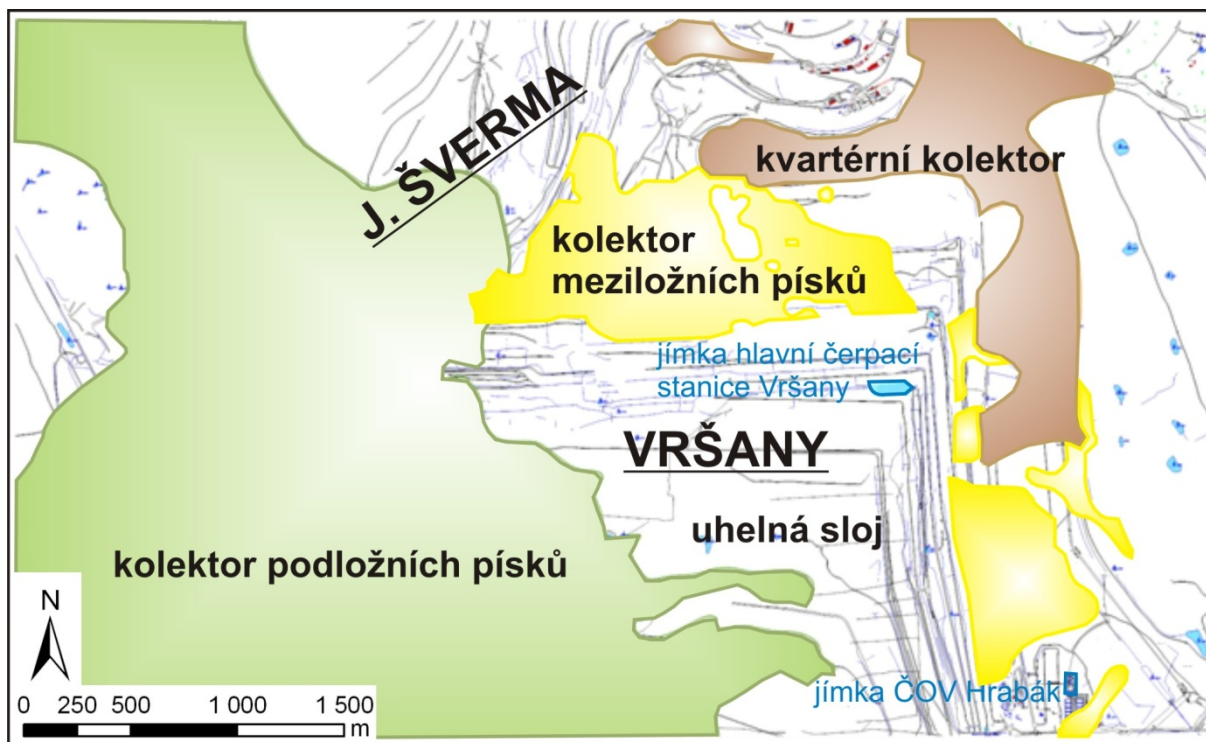 J. ŠVERMA
kvartérní kolektor
kolektor
meziložních písků
jímka hlavní čerpací
stanice Vršany
VRŠANY
uhelná sloj
kolektor podložních písků
N
jímka ČOV Hrabák
0 250 500 1 000 1 500
m